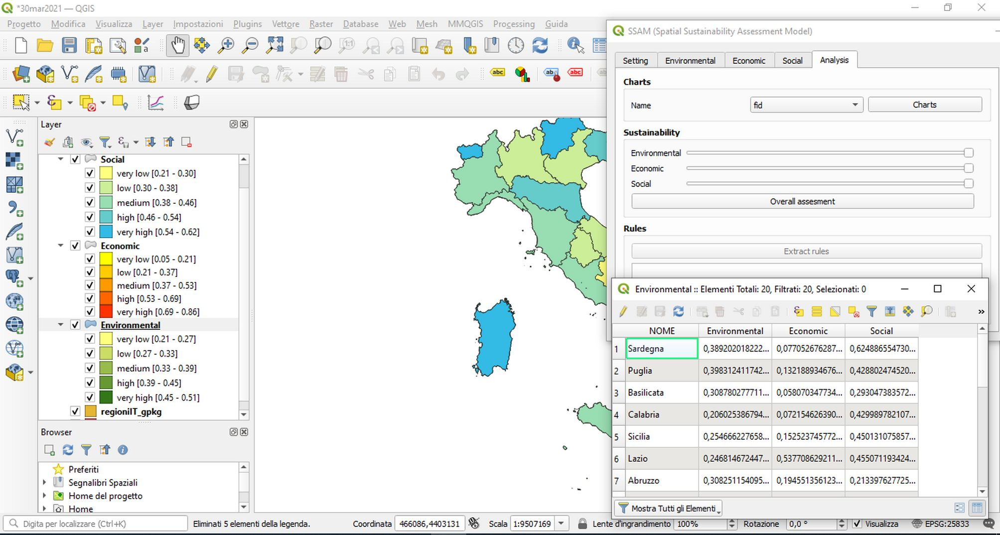 *30mar2021 — QGIS
Progetto Modifica Visualizza Layer Impostazioni Plugins Vettore Raster Database Web Mesh MMQGIS Processing Guida
SSAM (Spatial Sustainability Assessment Model)
Setting Environmental Economic Social Analysis
Charts
Name fid Charts
Sustainability
Environmental
Economic
Social
Overall assesment
Rules
Extract rules
Layer
Social
very low [0.21 - 0.30]
low [0.30 - 0.38]
medium [0.38 - 0.46]
high [0.46 - 0.54]
very high [0.54 - 0.62]
Economic
very low [0.05 - 0.21]
low [0.21 - 0.37]
medium [0.37 - 0.53]
high [0.53 - 0.69]
very high [0.69 - 0.86]
Environmental
very low [0.21 - 0.27]
low [0.27 - 0.33]
medium [0.33 - 0.39]
high [0.39 - 0.45]
very high [0.45 - 0.51]
regioniIT_gpkg
Browser
Preferiti
Segnalibri Spaziali
Home del progetto
Home
Environmental :: Elementi Totali: 20, Filtrati: 20, Selezionati: 0
NOME Environmental Economic Social
1 Sardegna 0,389202018222... 0,077052676287... 0,624886554730...
2 Puglia 0,398312411742... 0,132188934676... 0,428802474520...
3 Basilicata 0,308780277711... 0,058070347734... 0,293047383572...
4 Calabria 0,206025386794... 0,072154626390... 0,429989782107...
5 Sicilia 0,254666227658... 0,152523745772... 0,450131075857...
6 Lazio 0,246814672447... 0,537708629211... 0,455071193424...
7 Abruzzo 0,308251154095... 0,194551356123... 0,213397627725...
Mostra Tutti gli Elementi
Digita per localizzare (Ctrl+K) Eliminati 5 elementi della legenda. Coordinata 466086,4403131 Scala 1:9507169 Lente d'ingrandimento 100% Rotazione 0,0 ° Visualizza EPSG:25833